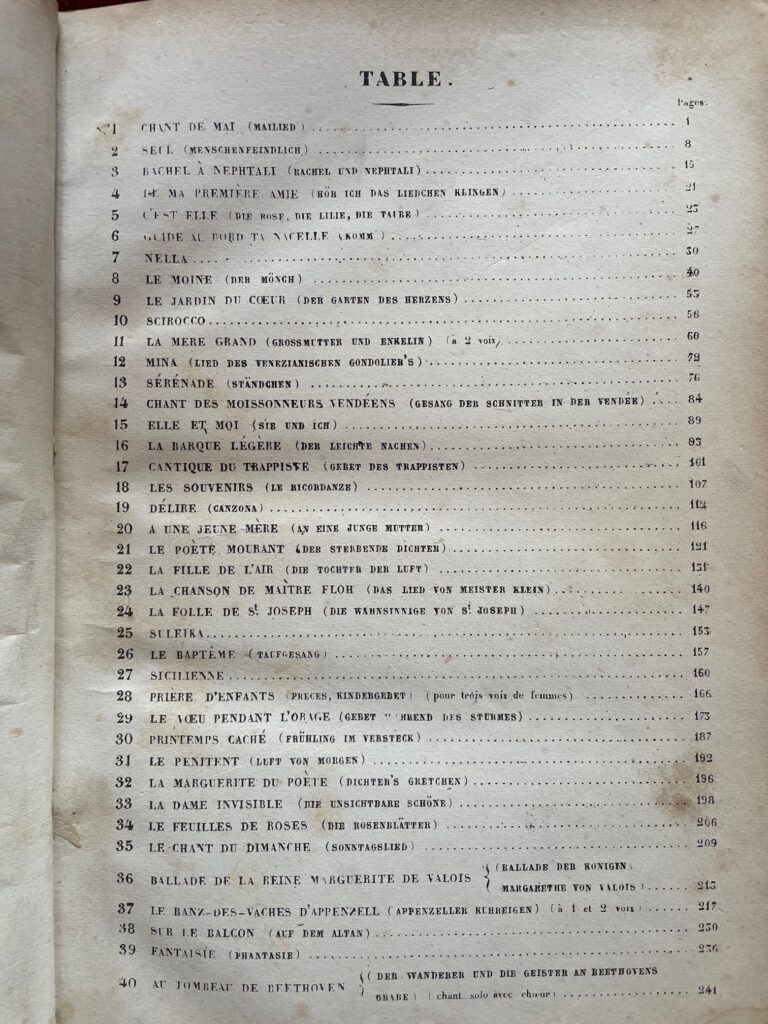 TABLE.
Pages.
Nº 1 CHANT DE MAI (MAILIED) 1
2 SEUL (MENSCHENFEINDLICH) 8
3 RACHEL À NEPHTALI (RACHEL UND NEPHTALI) 15
4 DE MA PREMIÈRE AMIE (HÖR ICH DAS LIEDCHEN KLINGEN) 21
5 C'EST ELLE (DIE ROSE, DIE LILIE, DIE TAUBE) 25
6 GUIDE AU BORD TA NACELLE (KOMM) 27
7 NELLA 30
8 LE MOINE (DER MÖNCH) 40
9 LE JARDIN DU CŒUR (DER GARTEN DES HERZENS) 55
10 SCIROCCO 56
11 LA MERE GRAND (GROSSMUTTER UND ENKELIN) (à 2 voix) 60
12 MINA (LIED DES VENEZIANISCHEN GONDOLIER'S) 72
13 SÉRÉNADE (STÄNDCHEN) 76
14 CHANT DES MOISSONEURS VENDÉENS (GESANG DER SCHNITTER IN DER VENDÉE) 84
15 ELLE ET MOI (SIE UND ICH) 89
16 LA BARQUE LÉGÈRE (DER LEICHTE NACHEN) 93
17 CANTIQUE DU TRAPPISTE (GEBET DES TRAPPISTEN) 101
18 LES SOUVENIRS (LE RICORDANZE) 107
19 DÉLIRE (CANZONA) 112
20 A UNE JEUNE MÈRE (AN EINE JUNGE MUTTER) 116
21 LE POÈTE MOURANT (DER STERBENDE DICHTER) 121
22 LA FILLE DE L'AIR (DIE TOCHTER DER LUFT) 131
23 LA CHANSON DE MAÎTRE FLOH (DAS LIED VON MEISTER KLEIN) 140
24 LA FOLLE DE St. JOSEPH (DIE WAHNSINNIGE VON St. JOSEPH) 147
25 SULEIKA 153
26 LE BAPTÊME (TAUFGESANG) 157
27 SICILIENNE 160
28 PRIÈRE D'ENFANTS (PRECES, KINDERGEBET) (pour trois voix de femmes) 166
29 LE VŒU PENDANT L'ORAGE (GEBET WÄHREND DES STURMES) 173
30 PRINTEMPS CACHÉ (FRÜHLING IM VERSTECK) 187
31 LE PENITENT (LUFT VON MORGEN) 192
32 LA MARGUERITE DU POÈTE (DICHTER'S GRETCHEN) 196
33 LA DAME INVISIBLE (DIE UNSICHTBARE SCHÖNE) 198
34 LE FEUILLES DE ROSES (DIE ROSENBLÄTTER) 206
35 LE CHANT DU DIMANCHE (SONNTAGSLIED) 209
36 BALLADE DE LA REINE MARGUERITE DE VALOIS (BALLADE DER KÖNIGIN
MARGARETHE VON VALOIS) 213
37 LE RANZ-DES-VACHES D'APPENZELL (APPENZELLER KUHREIGEN) (à 1 et 2 voix) 217
38 SUR LE BALCON (AUF DEM ALTAN) 230
39 FANTAISIE (PHANTASIE) 236
40 AU TOMBEAU DE BEETHOVEN (DER WANDERER UND DIE GEISTER AN BEETHOVENS
GRABE) (chant solo avec chœur) 241